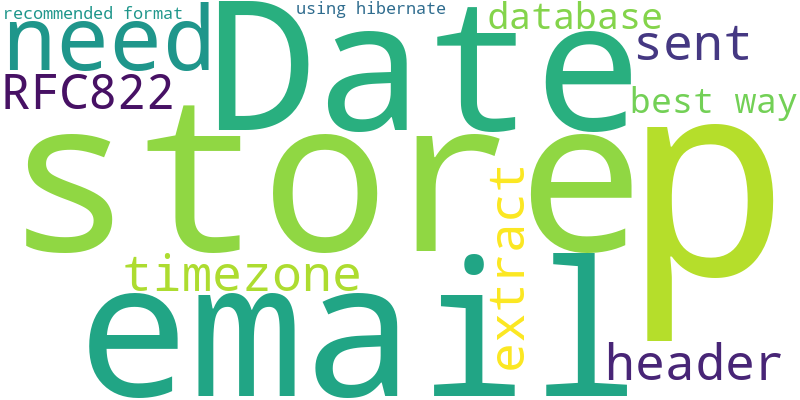 recommended format
using hibernate
database
need
Date
sent
RFC822
best way
store
p
extract
timezone
email
header